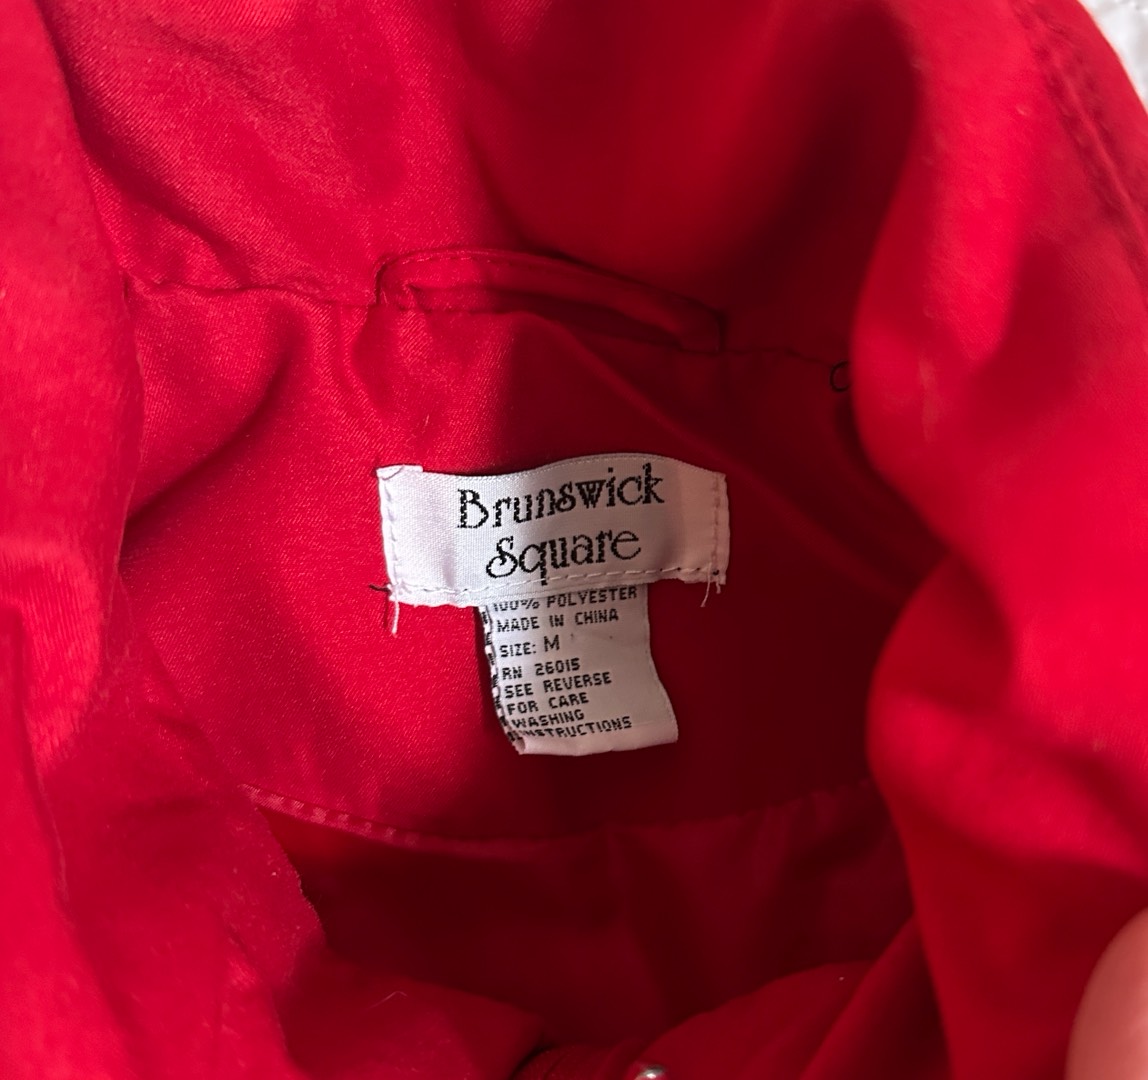 Brunswick
Square
100% POLYESTER
MADE IN CHINA
SIZE: M
RN 26015
SEE REVERSE
FOR CARE
WASHING
INSTRUCTIONS